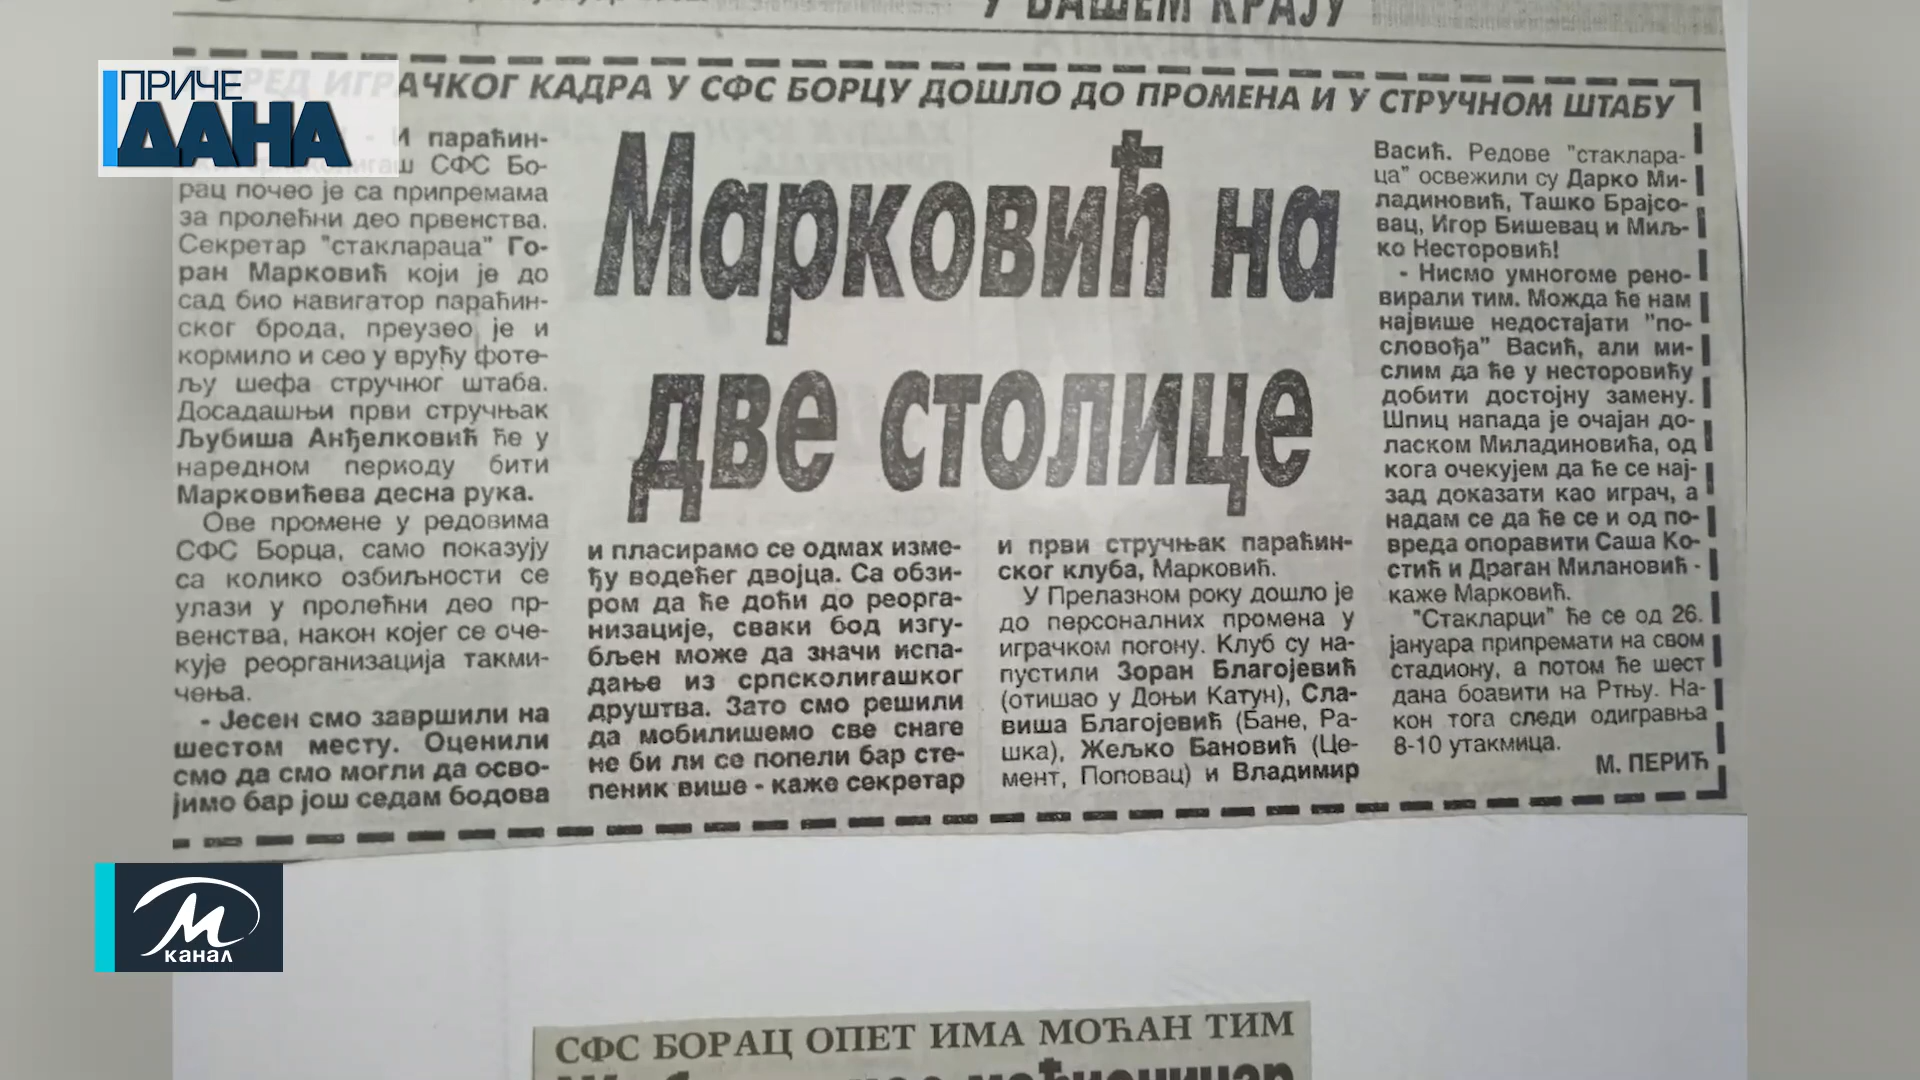 У ВАШЕМ КРАЈУ
ПРИЧЕ
ДАНА
ИГРАЧКОГ КАДРА У СФС БОРЦУ ДОШЛО ДО ПРОМЕНА И У СТРУЧНОМ ШТАБУ
Марковић на
две столице
- И параћин-
СФС Бо-
рац почео је са припремама
за пролећни део првенства.
Секретар "стаклараца" Го-
ран Марковић који је до
сад био навигатор параћин-
ског брода, преузео је и
кормило и сео у врућу фоте-
љу шефа стручног штаба.
Досадашњи први стручњак
Љубиша Анђелковић ће у
наредном периоду бити
Марковићева десна рука.
Ове промене у редовима
СФС Борца, само показују
са колико озбиљности се
улази у пролећни део пр-
венства, након којег се оче-
кује реорганизација такми-
чења.
- Јесен смо завршили на
шестом месту. Оценили
смо да смо могли да осво-
јимо бар још седам бодова
и пласирамо се одмах изме-
ђу водећег двојца. Са обзи-
ром да ће доћи до реорга-
низације, сваки бод изгу-
бљен може да значи испа-
дање из српсколигашког
друштва. Зато смо решили
да мобилишемо све снаге
не би ли се попели бар сте-
пеник више - каже секретар
и први стручњак параћин-
ског клуба, Марковић.
У Прелазном року дошло је
до персоналних промена у
играчком погону. Клуб су на-
пустили Зоран Благојевић
(отишао у Доњи Катун), Сла-
виша Благојевић (Бане, Ра-
шка), Жељко Бановић (Це-
мент, Поповац) и Владимир
Васић. Редове "стаклара-
ца" освежили су Дарко Ми-
ладиновић, Ташко Брајсо-
вац, Игор Бишевац и Миљ-
ко Несторовић!
- Нисмо умногоме рено-
вирали тим. Можда ће нам
највише недостајати "по-
словођа" Васић, али ми-
слим да ће у несторовићу
добити достојну замену.
Шпиц напада је очајан до-
ласком Миладиновића, од
кога очекујем да ће се нај-
зад доказати као играч, а
надам се да ће се и од по-
вреда опоравити Саша Ко-
стић и Драган Милановић -
каже Марковић.
"Стакларци" ће се од 26.
јануара припремати на свом
стадиону, а потом ће шест
дана боавити на Ртњу. На-
кон тога следи одигравња
8-10 утакмица.
М. ПЕРИЋ
М
канал
СФС БОРАЦ ОПЕТ ИМА МОЋАН ТИМ